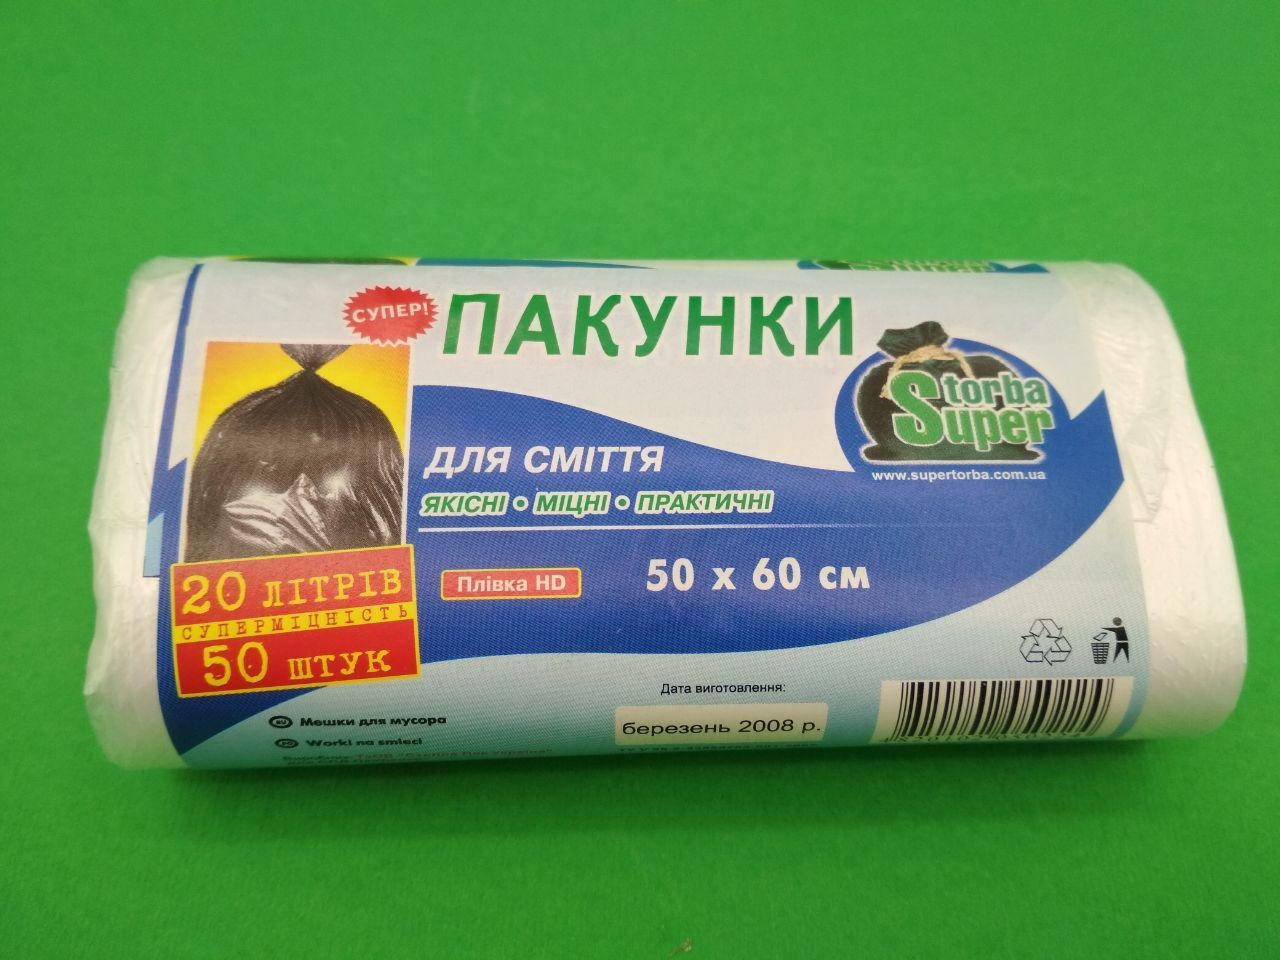 СУПЕР!
ПАКУНКИ
Storba
Super
www.supertorba.com.ua
ДЛЯ СМІТТЯ
ЯКІСНІ • МІЦНІ • ПРАКТИЧНІ
Плівка HD
50 x 60 см
20 ЛІТРІВ
СУПЕРМІЦНІСТЬ
50 ШТУК
RU Мешки для мусора
Worki na smieci
Дата виготовлення:
березень 2008 р.